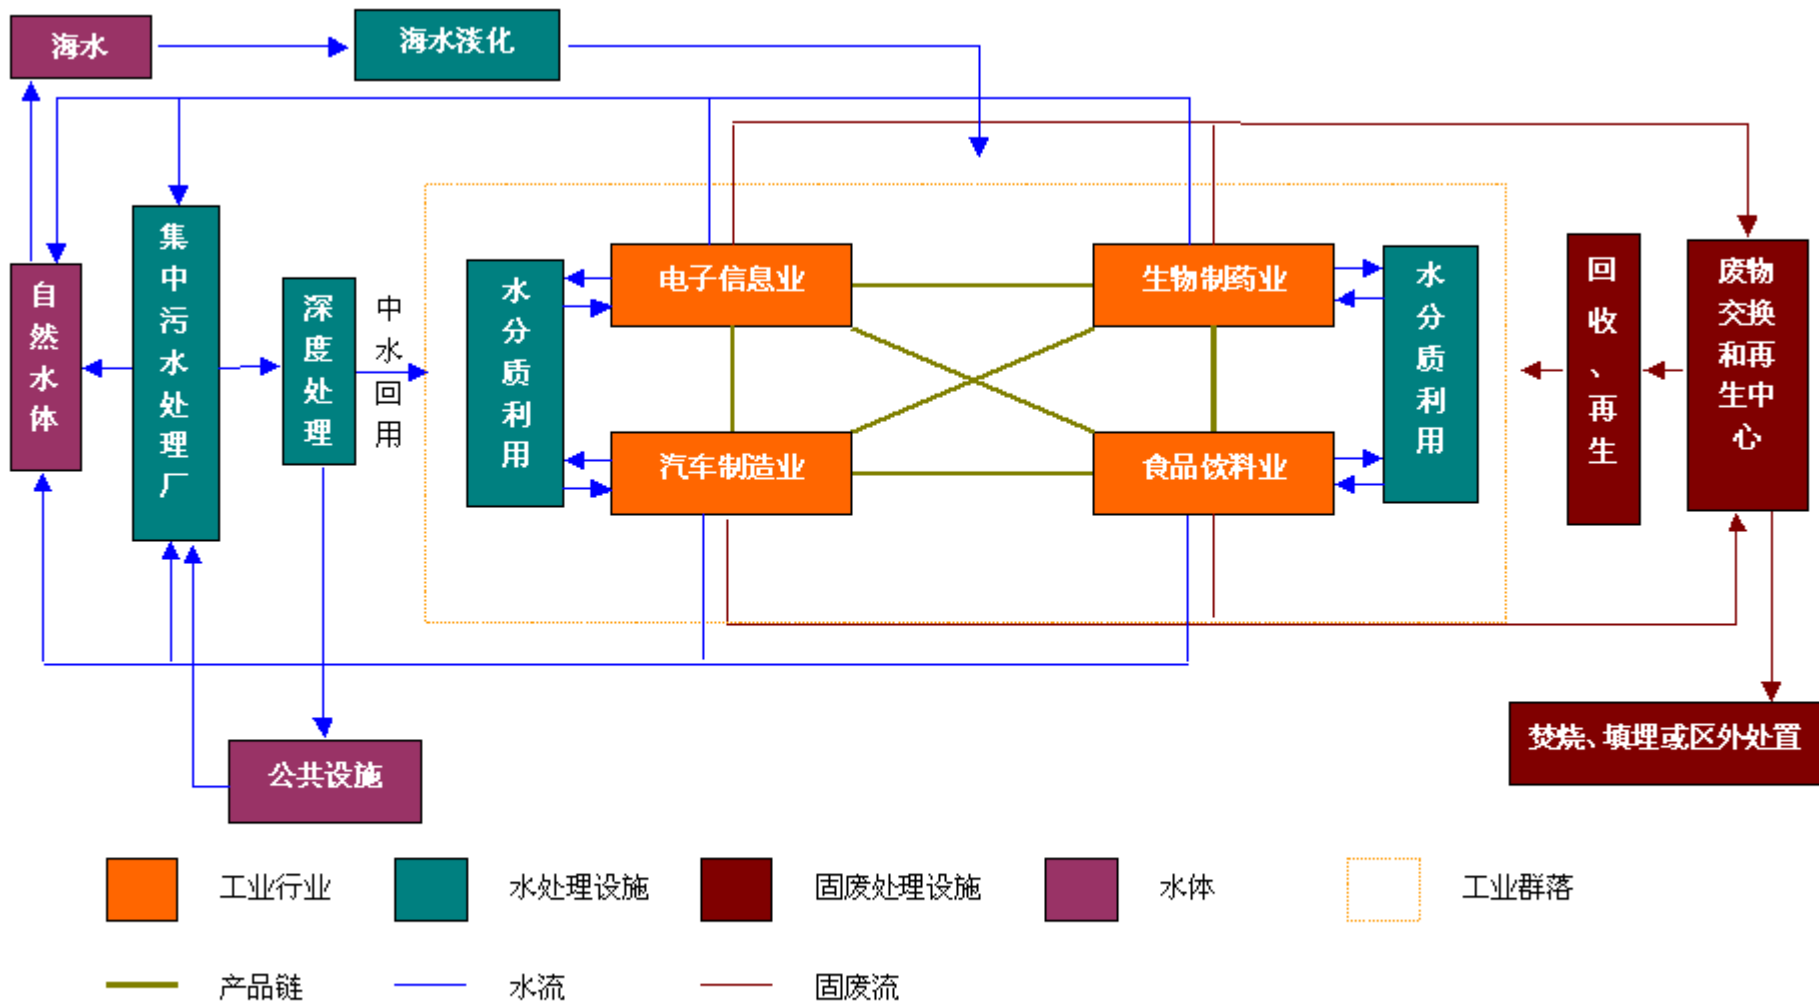 海水
海水淡化
集中污水处理厂
自然水体
深度处理
中水回用
水分质利用
电子信息业
生物制药业
汽车制造业
食品饮料业
水分质利用
回收、再生
废物
交换
和再
生中
心
焚烧、填埋或区外处置
公共设施
工业行业
水处理设施
固废处理设施
水体
工业群落
产品链
水流
固废流